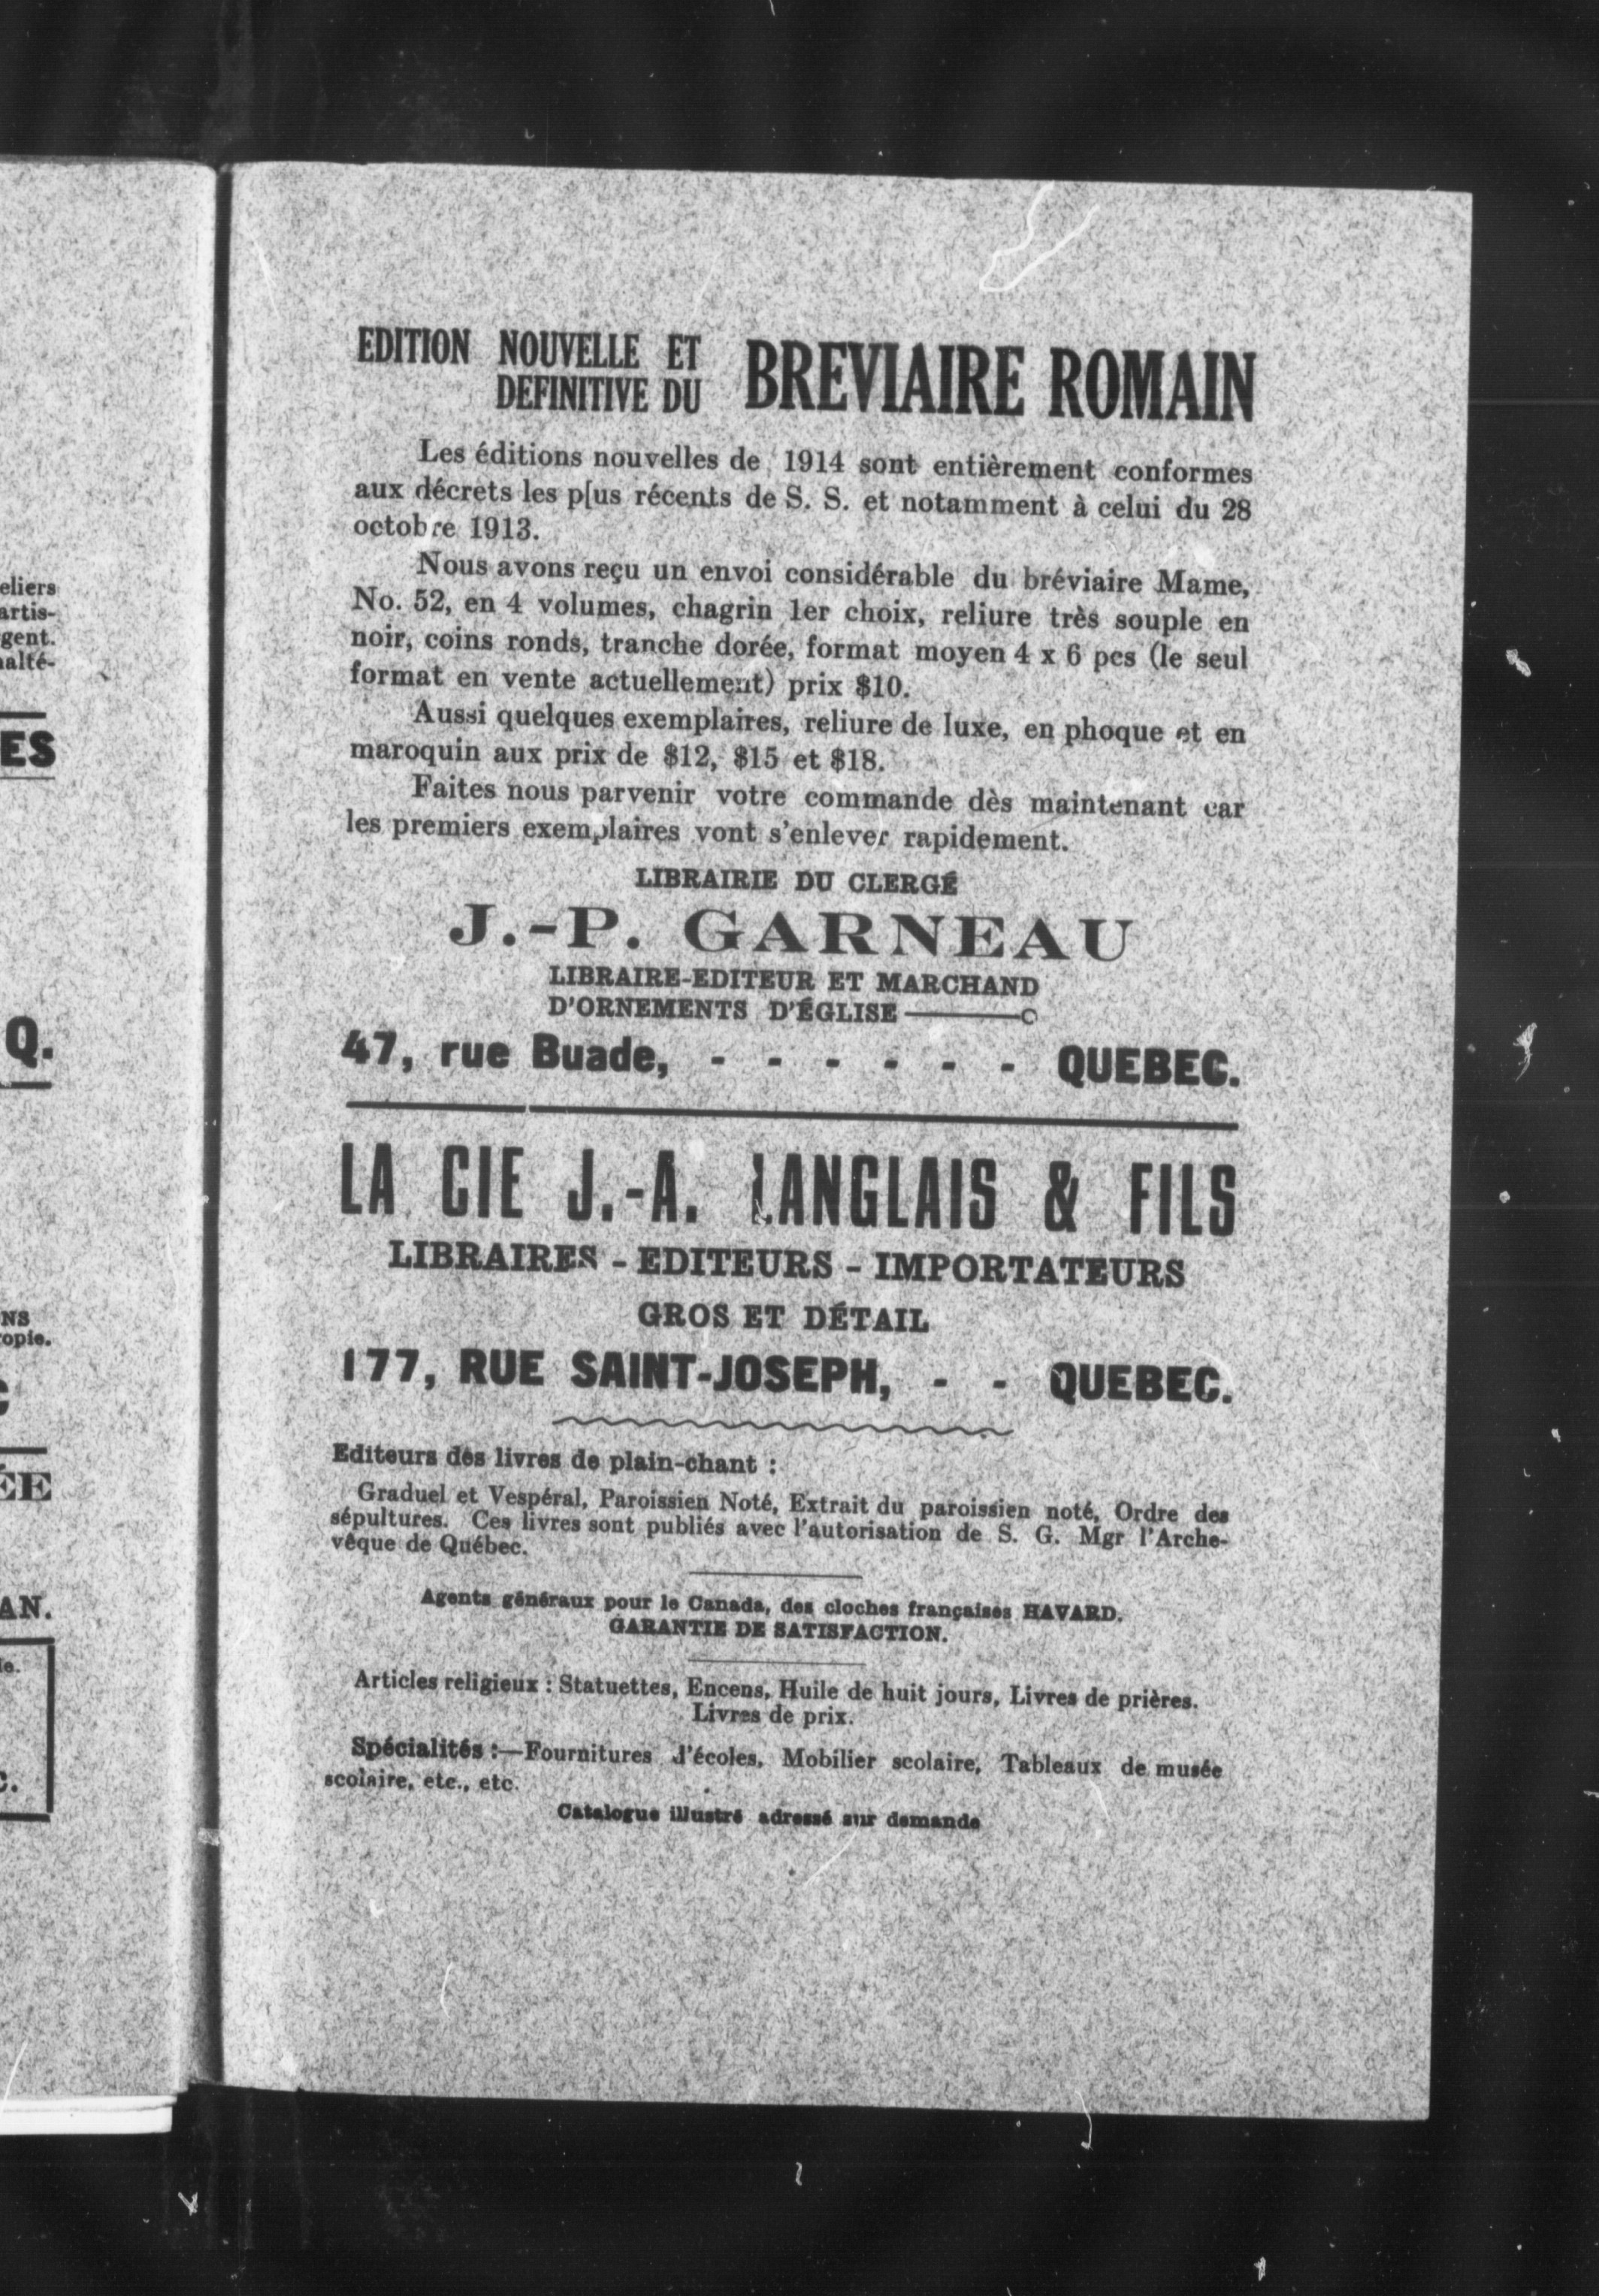 EDITION NOUVELLE ET DEFINITIVE DU BREVIAIRE ROMAIN
Les éditions nouvelles de 1914 sont entièrement conformes
aux décrets les plus récents de S. S. et notamment à celui du 28
octobre 1913.
Nous avons reçu un envoi considérable du bréviaire Mame,
No. 52, en 4 volumes, chagrin 1er choix, reliure très souple en
noir, coins ronds, tranche dorée, format moyen 4 x 6 pcs (le seul
format en vente actuellement) prix $10.
Aussi quelques exemplaires, reliure de luxe, en phoque et en
maroquin aux prix de $12, $15 et $18.
Faites nous parvenir votre commande dès maintenant car
les premiers exemplaires vont s'enlever rapidement.
LIBRAIRIE DU CLERGÉ
J.-P. GARNEAU
LIBRAIRE-EDITEUR ET MARCHAND
D'ORNEMENTS D'ÉGLISE
47, rue Buade, - - - - - - QUEBEC.
LA CIE J.-A. LANGLAIS & FILS
LIBRAIRES - EDITEURS - IMPORTATEURS
GROS ET DÉTAIL
177, RUE SAINT-JOSEPH, - - QUEBEC.
Editeurs des livres de plain-chant :
Graduel et Vespéral, Paroissien Noté, Extrait du paroissien noté, Ordre des
sépultures. Ces livres sont publiés avec l'autorisation de S. G. Mgr l'Arche-
vêque de Québec.
Agents généraux pour le Canada, des cloches françaises HAVARD.
GARANTIE DE SATISFACTION.
Articles religieux : Statuettes, Encens, Huile de huit jours, Livres de prières.
Livres de prix.
Spécialités :—Fournitures d'écoles, Mobilier scolaire, Tableaux de musée
scolaire, etc., etc.
Catalogue illustré adressé sur demande